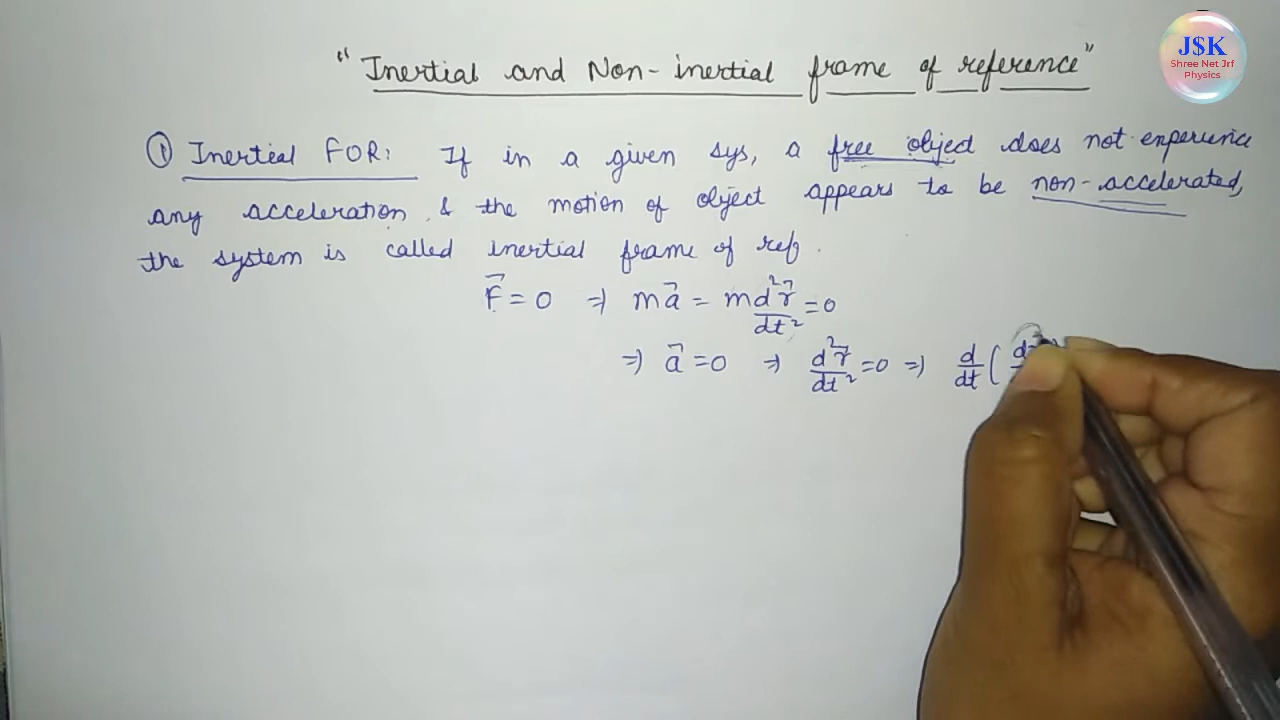 J$K
Shree Net Jrf
Physics
"Inertial and Non-inertial frame of reference"
① Inertial FOR: If in a given sys, a free object does not experience
any acceleration & the motion of object appears to be non-accelerated,
the system is called inertial frame of ref.
F⃗ = 0 ⇒ ma⃗ = m d²r⃗/dt² = 0
⇒ a⃗ = 0 ⇒ d²r⃗/dt² = 0 ⇒ d/dt (